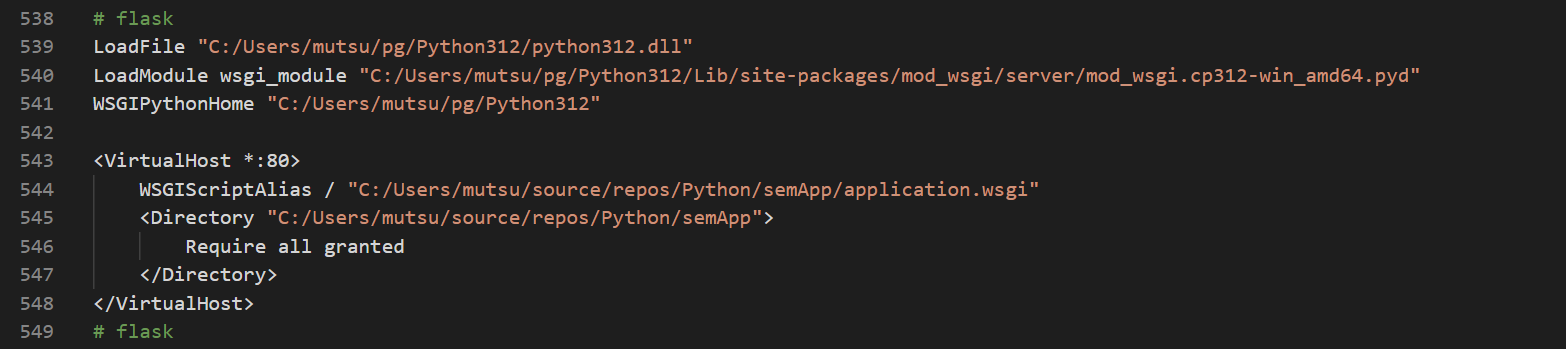 538 # flask
539 LoadFile "C:/Users/mutsu/pg/Python312/python312.dll"
540 LoadModule wsgi_module "C:/Users/mutsu/pg/Python312/Lib/site-packages/mod_wsgi/server/mod_wsgi.cp312-win_amd64.pyd"
541 WSGIPythonHome "C:/Users/mutsu/pg/Python312"
542
543 <VirtualHost *:80>
544     WSGIScriptAlias / "C:/Users/mutsu/source/repos/Python/semApp/application.wsgi"
545     <Directory "C:/Users/mutsu/source/repos/Python/semApp">
546         Require all granted
547     </Directory>
548 </VirtualHost>
549 # flask